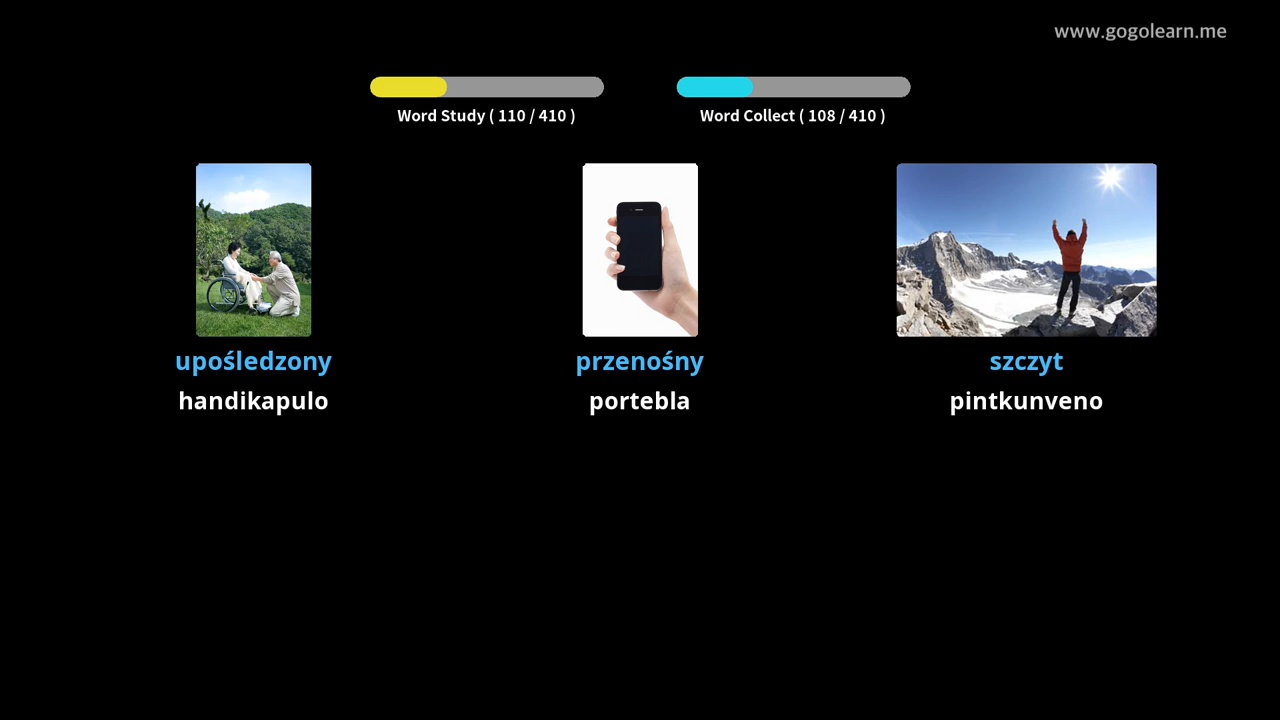 www.gogolearn.me
Word Study ( 110 / 410 )
Word Collect ( 108 / 410 )
upośledzony
przenośny
szczyt
handikapulo
portebla
pintkunveno